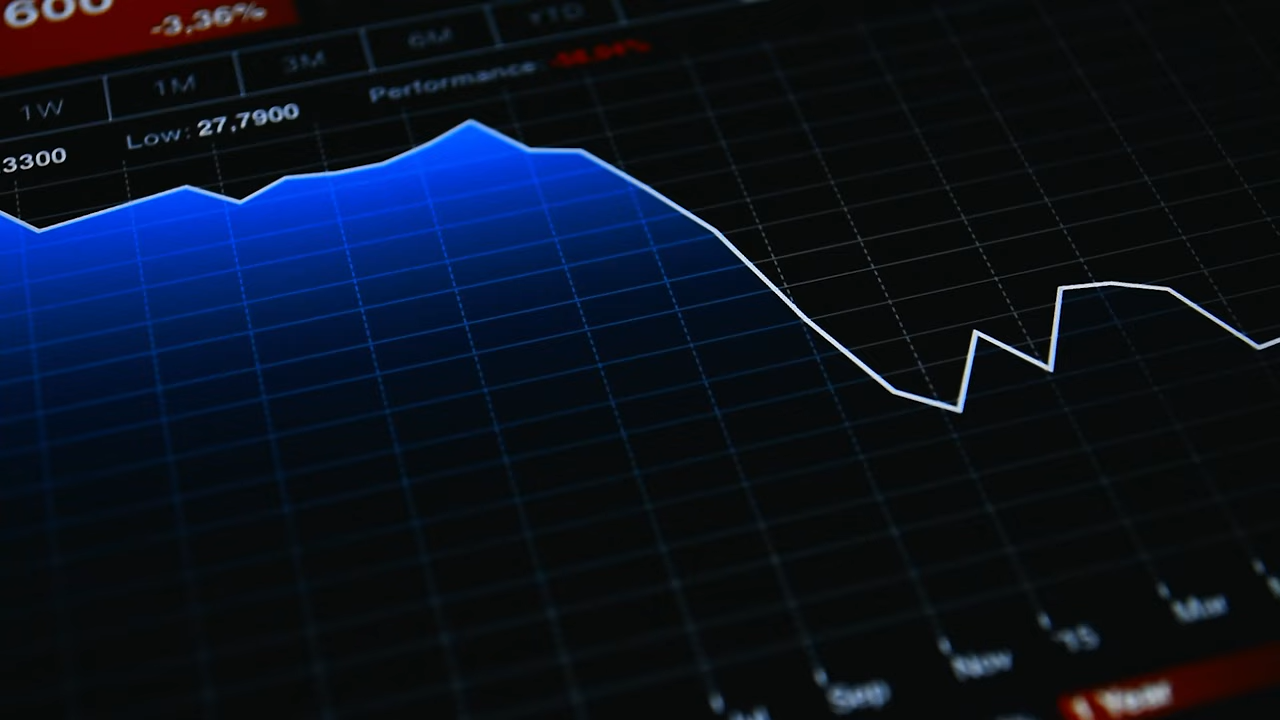 600
-3,36%
1W 1M 3M 6M YTD
3300 Low: 27,7900 Performance:
Sep Nov '15 Mar
1 Year